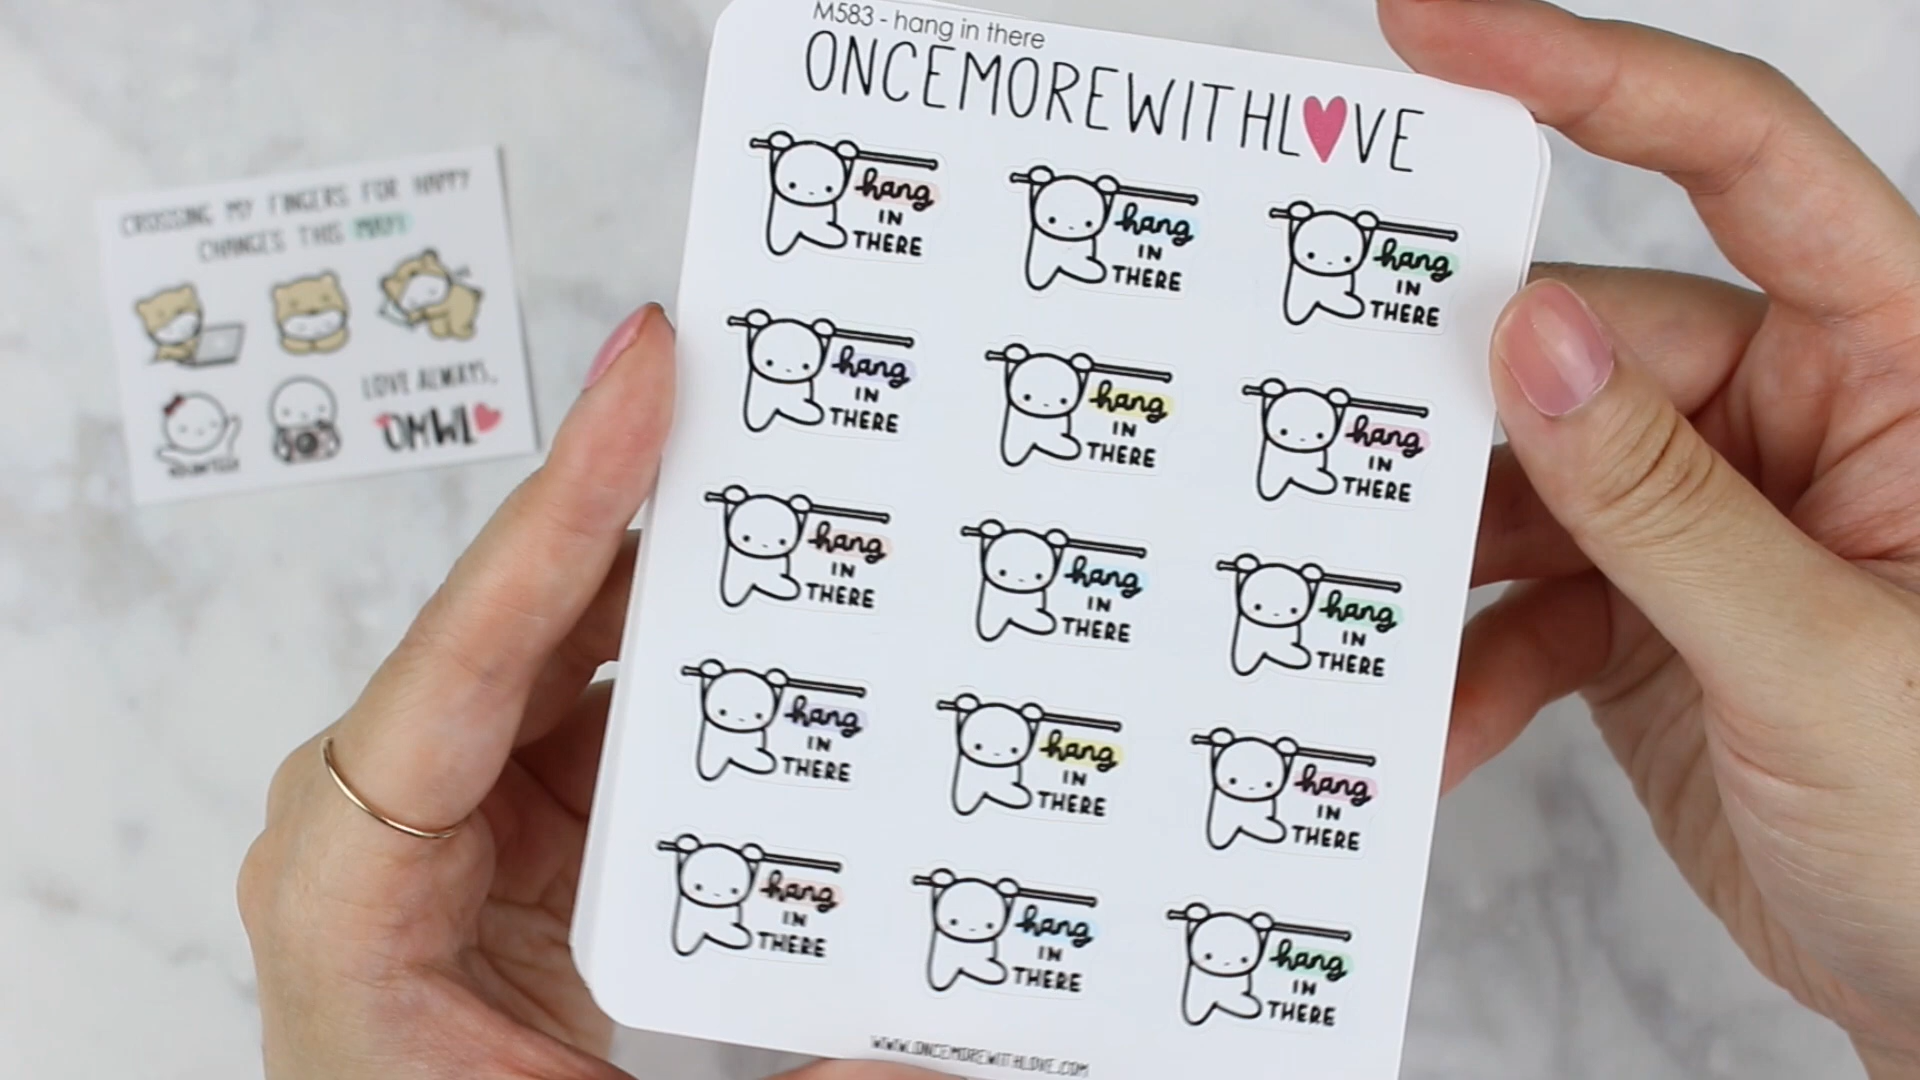 M583 - hang in there
ONCEMOREWITHLOVE
hang
IN
THERE
hang
IN
THERE
hang
IN
THERE
hang
IN
THERE
hang
IN
THERE
hang
IN
THERE
hang
IN
THERE
hang
IN
THERE
hang
IN
THERE
hang
IN
THERE
hang
IN
THERE
hang
IN
THERE
hang
IN
THERE
hang
IN
THERE
hang
IN
THERE
WWW.ONCEMOREWITHLOVE.COM
CROSSING MY FINGERS FOR HAPPY
CHANGES THIS MAY!
LOVE ALWAYS,
OMWL